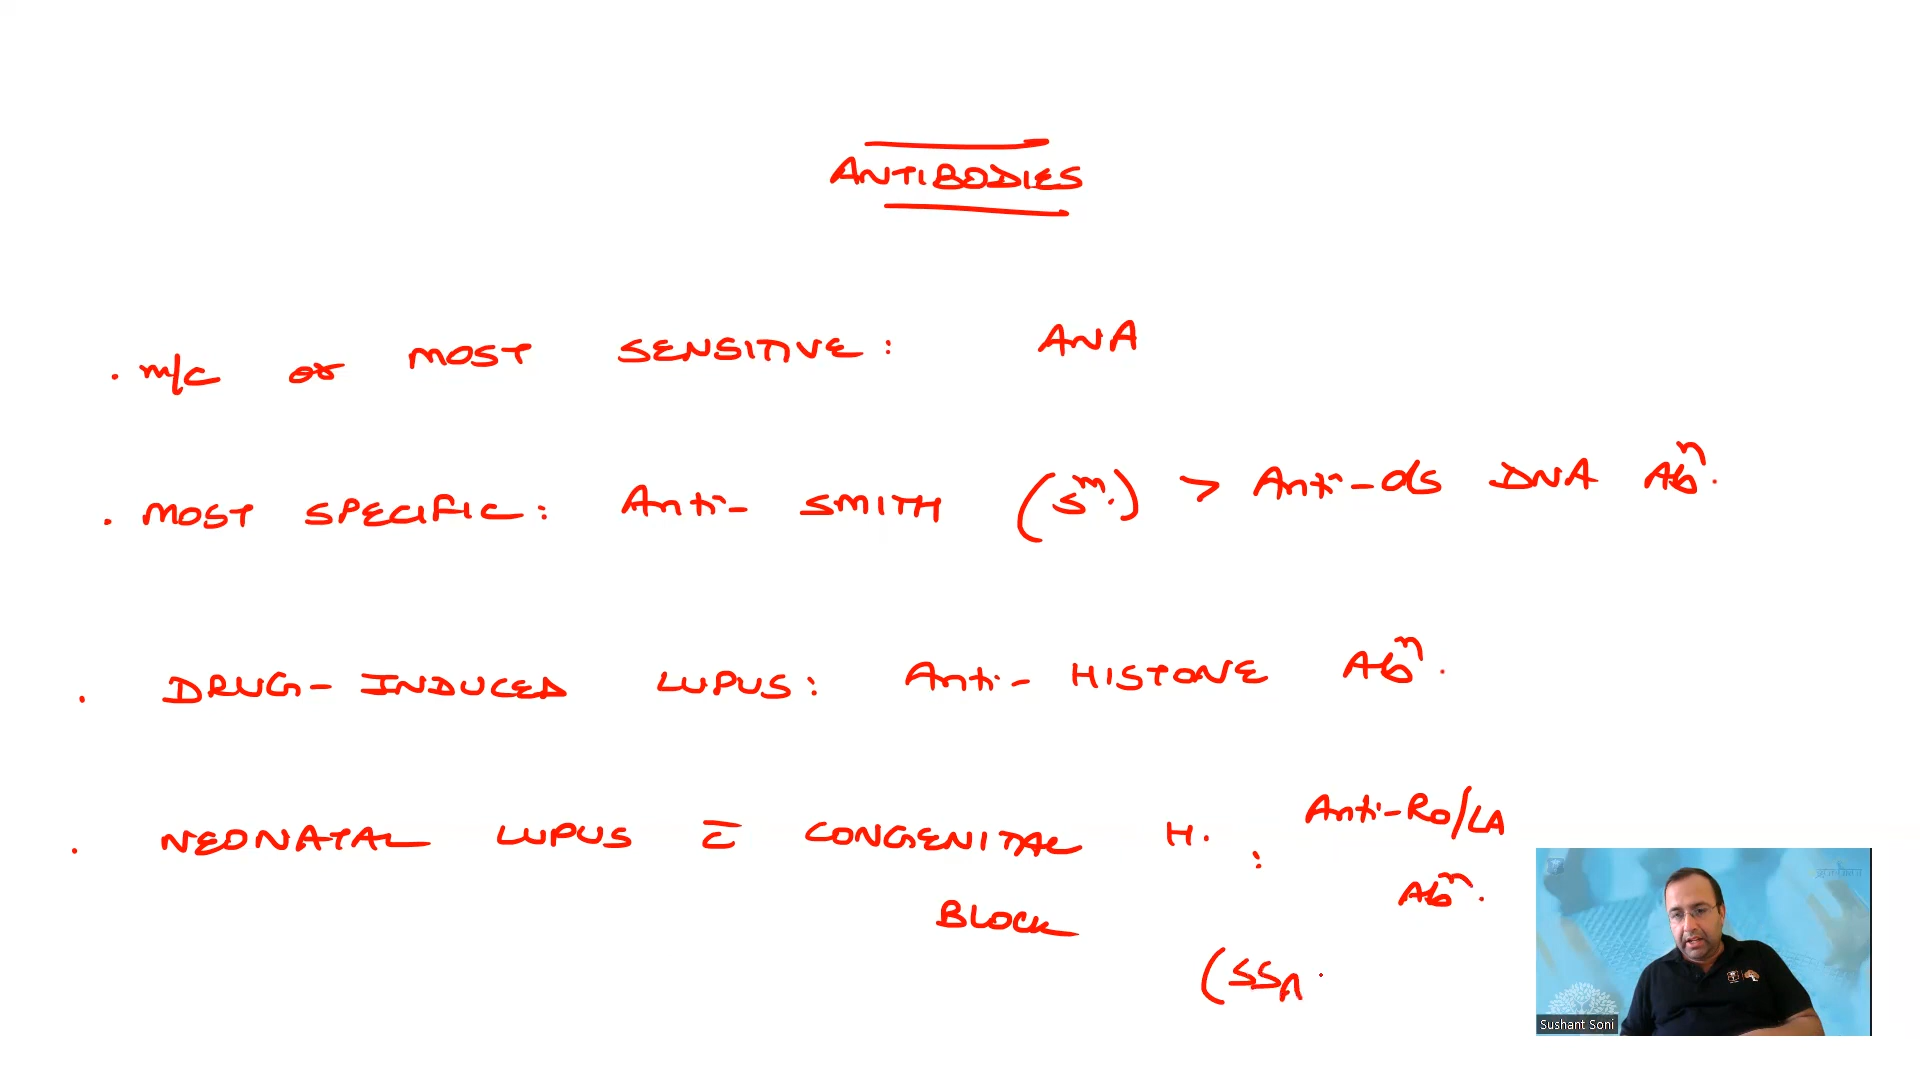 ANTIBODIES
. m/c or MOST SENSITIVE : ANA
. MOST SPECIFIC : Anti- SMITH (Sm.) > Anti-ds DNA Abn.
. DRUG-INDUCED LUPUS : Anti- HISTONE Abn.
. NEONATAL LUPUS c̄ CONGENITAL H. BLOCK : Anti-Ro/LA Abn.
(SSA
Sushant Soni